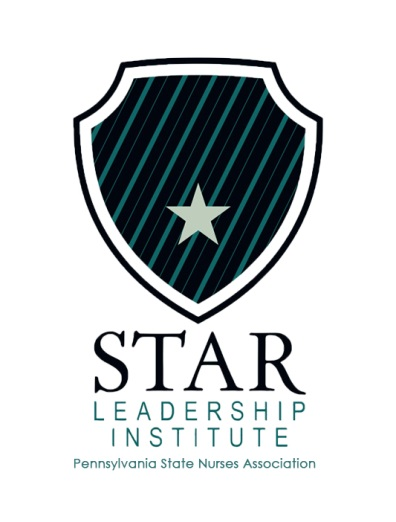 STAR
LEADERSHIP
INSTITUTE
Pennsylvania State Nurses Association